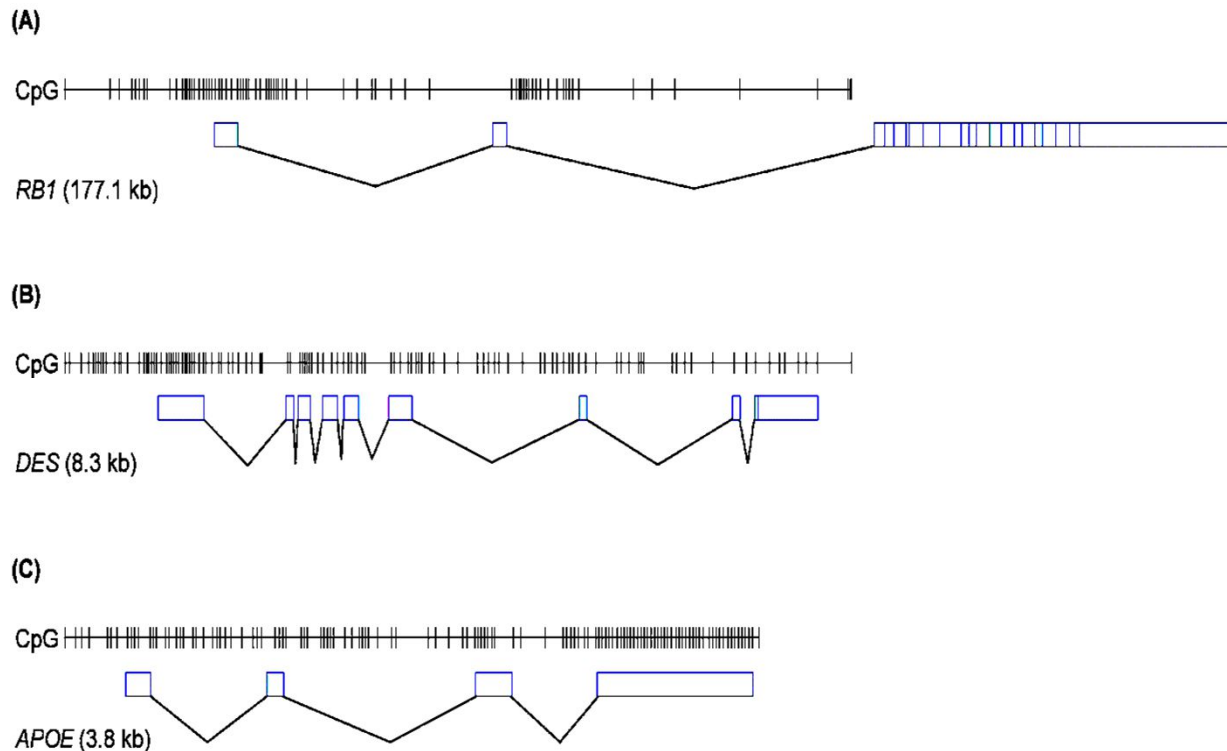 (A)
CpG
RB1 (177.1 kb)
(B)
CpG
DES (8.3 kb)
(C)
CpG
APOE (3.8 kb)